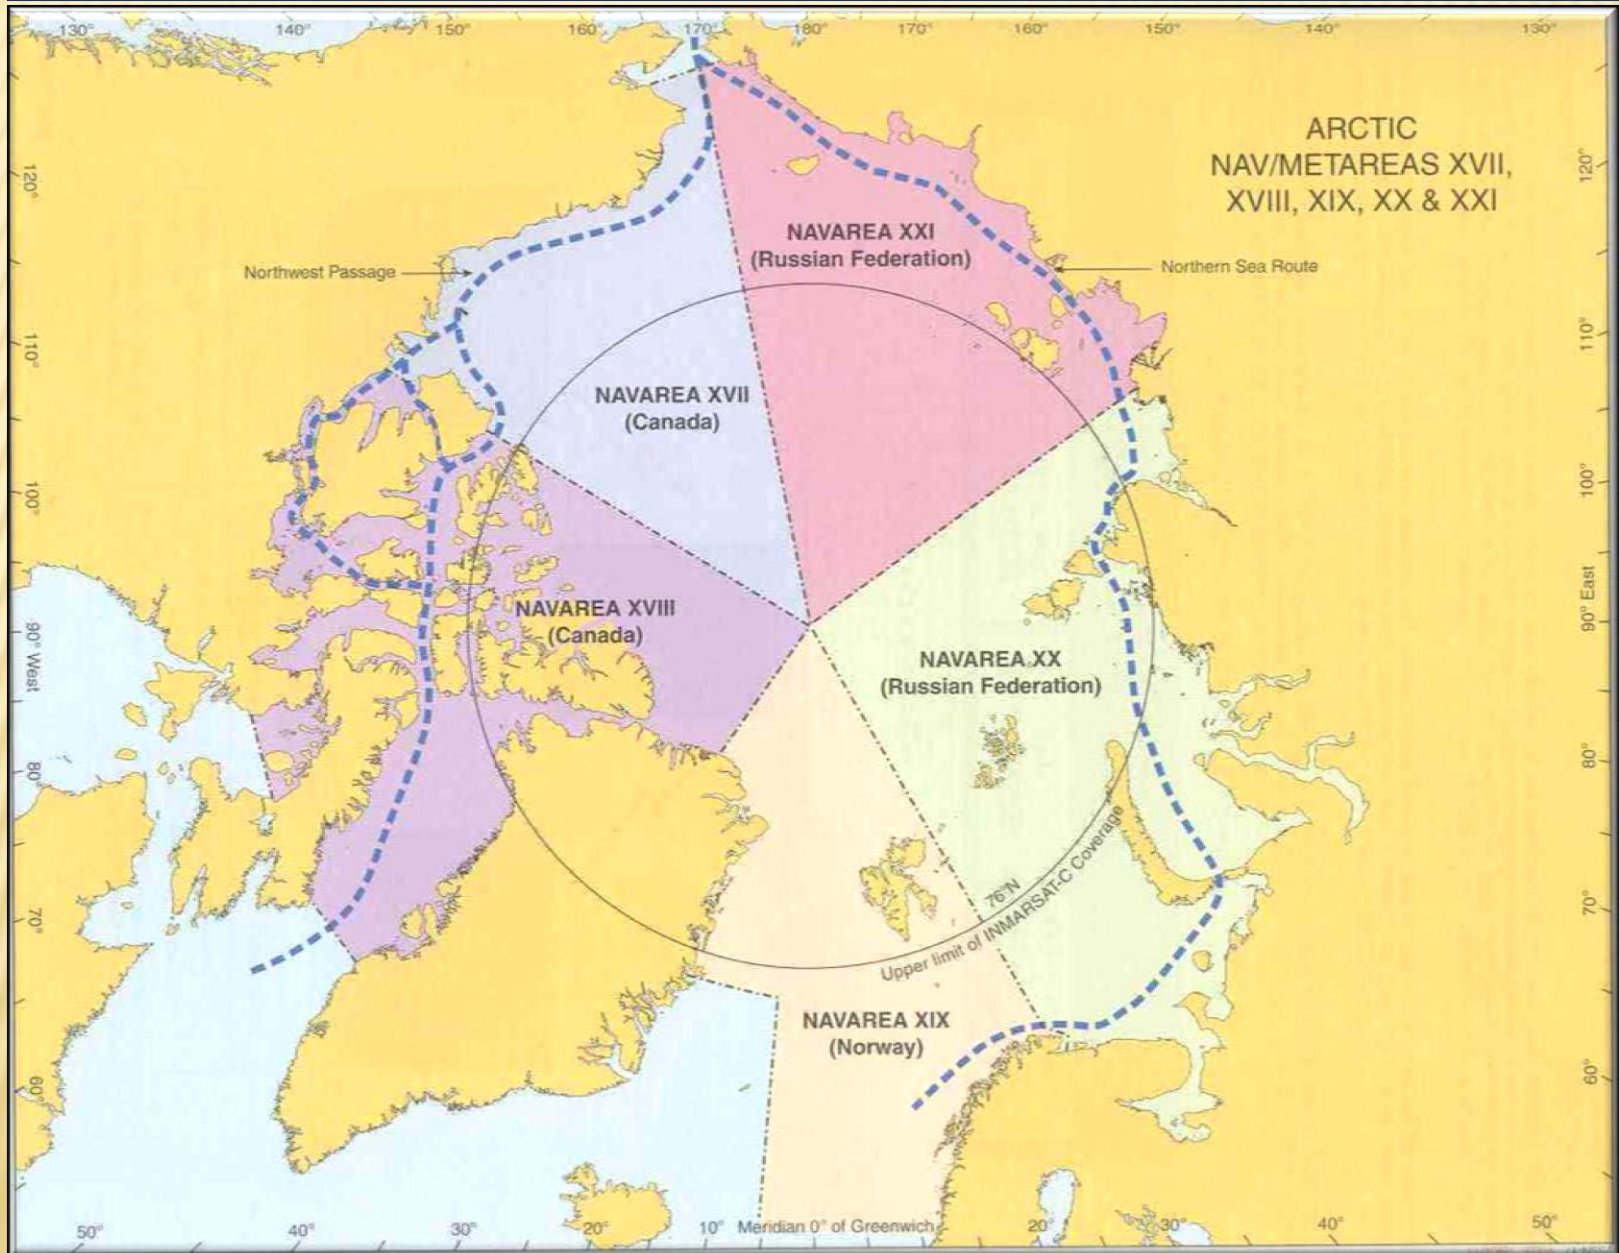 130°
140°
150°
160°
170°
180°
170°
160°
150°
140°
130°
ARCTIC
NAV/METAREAS XVII,
XVIII, XIX, XX & XXI
120°
120°
NAVAREA XXI
(Russian Federation)
Northwest Passage
Northern Sea Route
110°
110°
NAVAREA XVII
(Canada)
100°
100°
NAVAREA XVIII
(Canada)
90° West
90° East
NAVAREA XX
(Russian Federation)
80°
80°
76°N
Upper limit of INMARSAT-C Coverage
70°
70°
NAVAREA XIX
(Norway)
60°
60°
50°
40°
30°
20°
10°
Meridian 0° of Greenwich
20°
30°
40°
50°